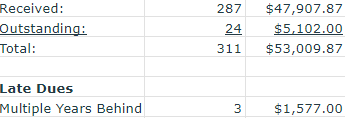 Received: 287 $47,907.87
Outstanding: 24 $5,102.00
Total: 311 $53,009.87
Late Dues
Multiple Years Behind 3 $1,577.00